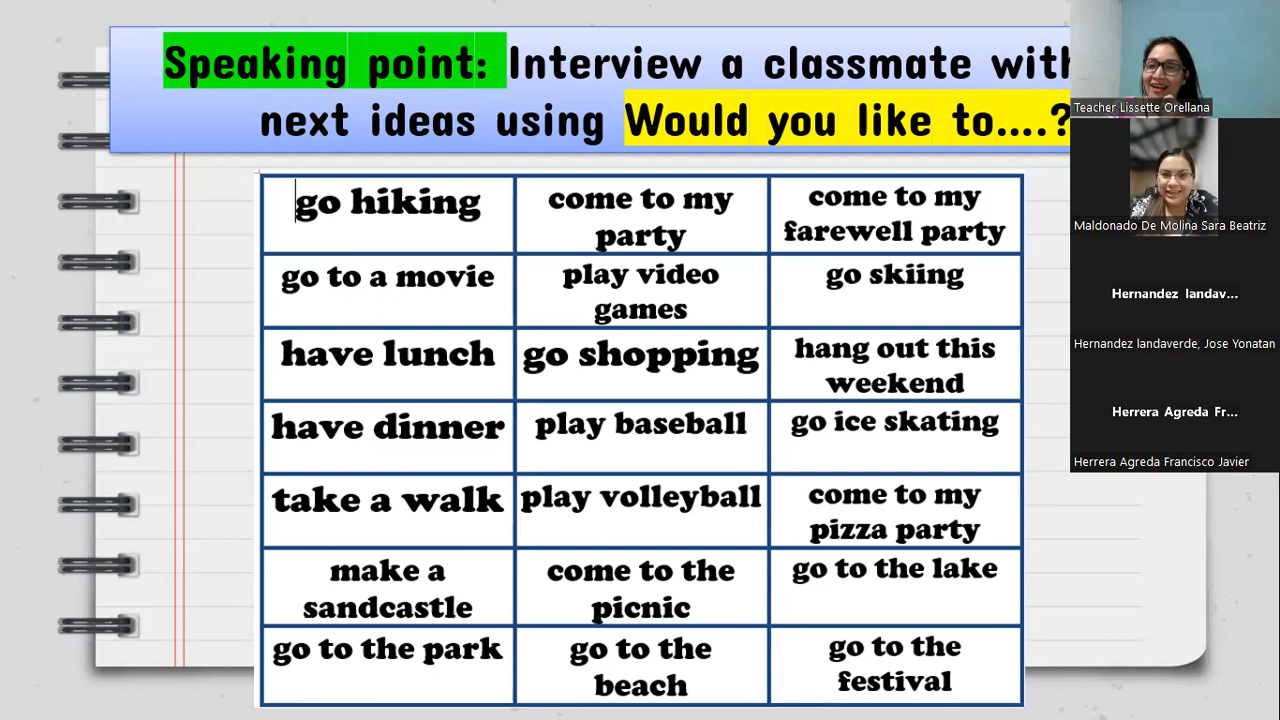 Speaking point: Interview a classmate with
next ideas using Would you like to....?
go hiking
come to my
party
come to my
farewell party
go to a movie
play video
games
go skiing
have lunch
go shopping
hang out this
weekend
have dinner
play baseball
go ice skating
take a walk
play volleyball
come to my
pizza party
make a
sandcastle
come to the
picnic
go to the lake
go to the park
go to the
beach
go to the
festival
Teacher Lissette Orellana
Maldonado De Molina Sara Beatriz
Hernandez landav...
Hernandez landaverde, Jose Yonatan
Herrera Agreda Fr...
Herrera Agreda Francisco Javier